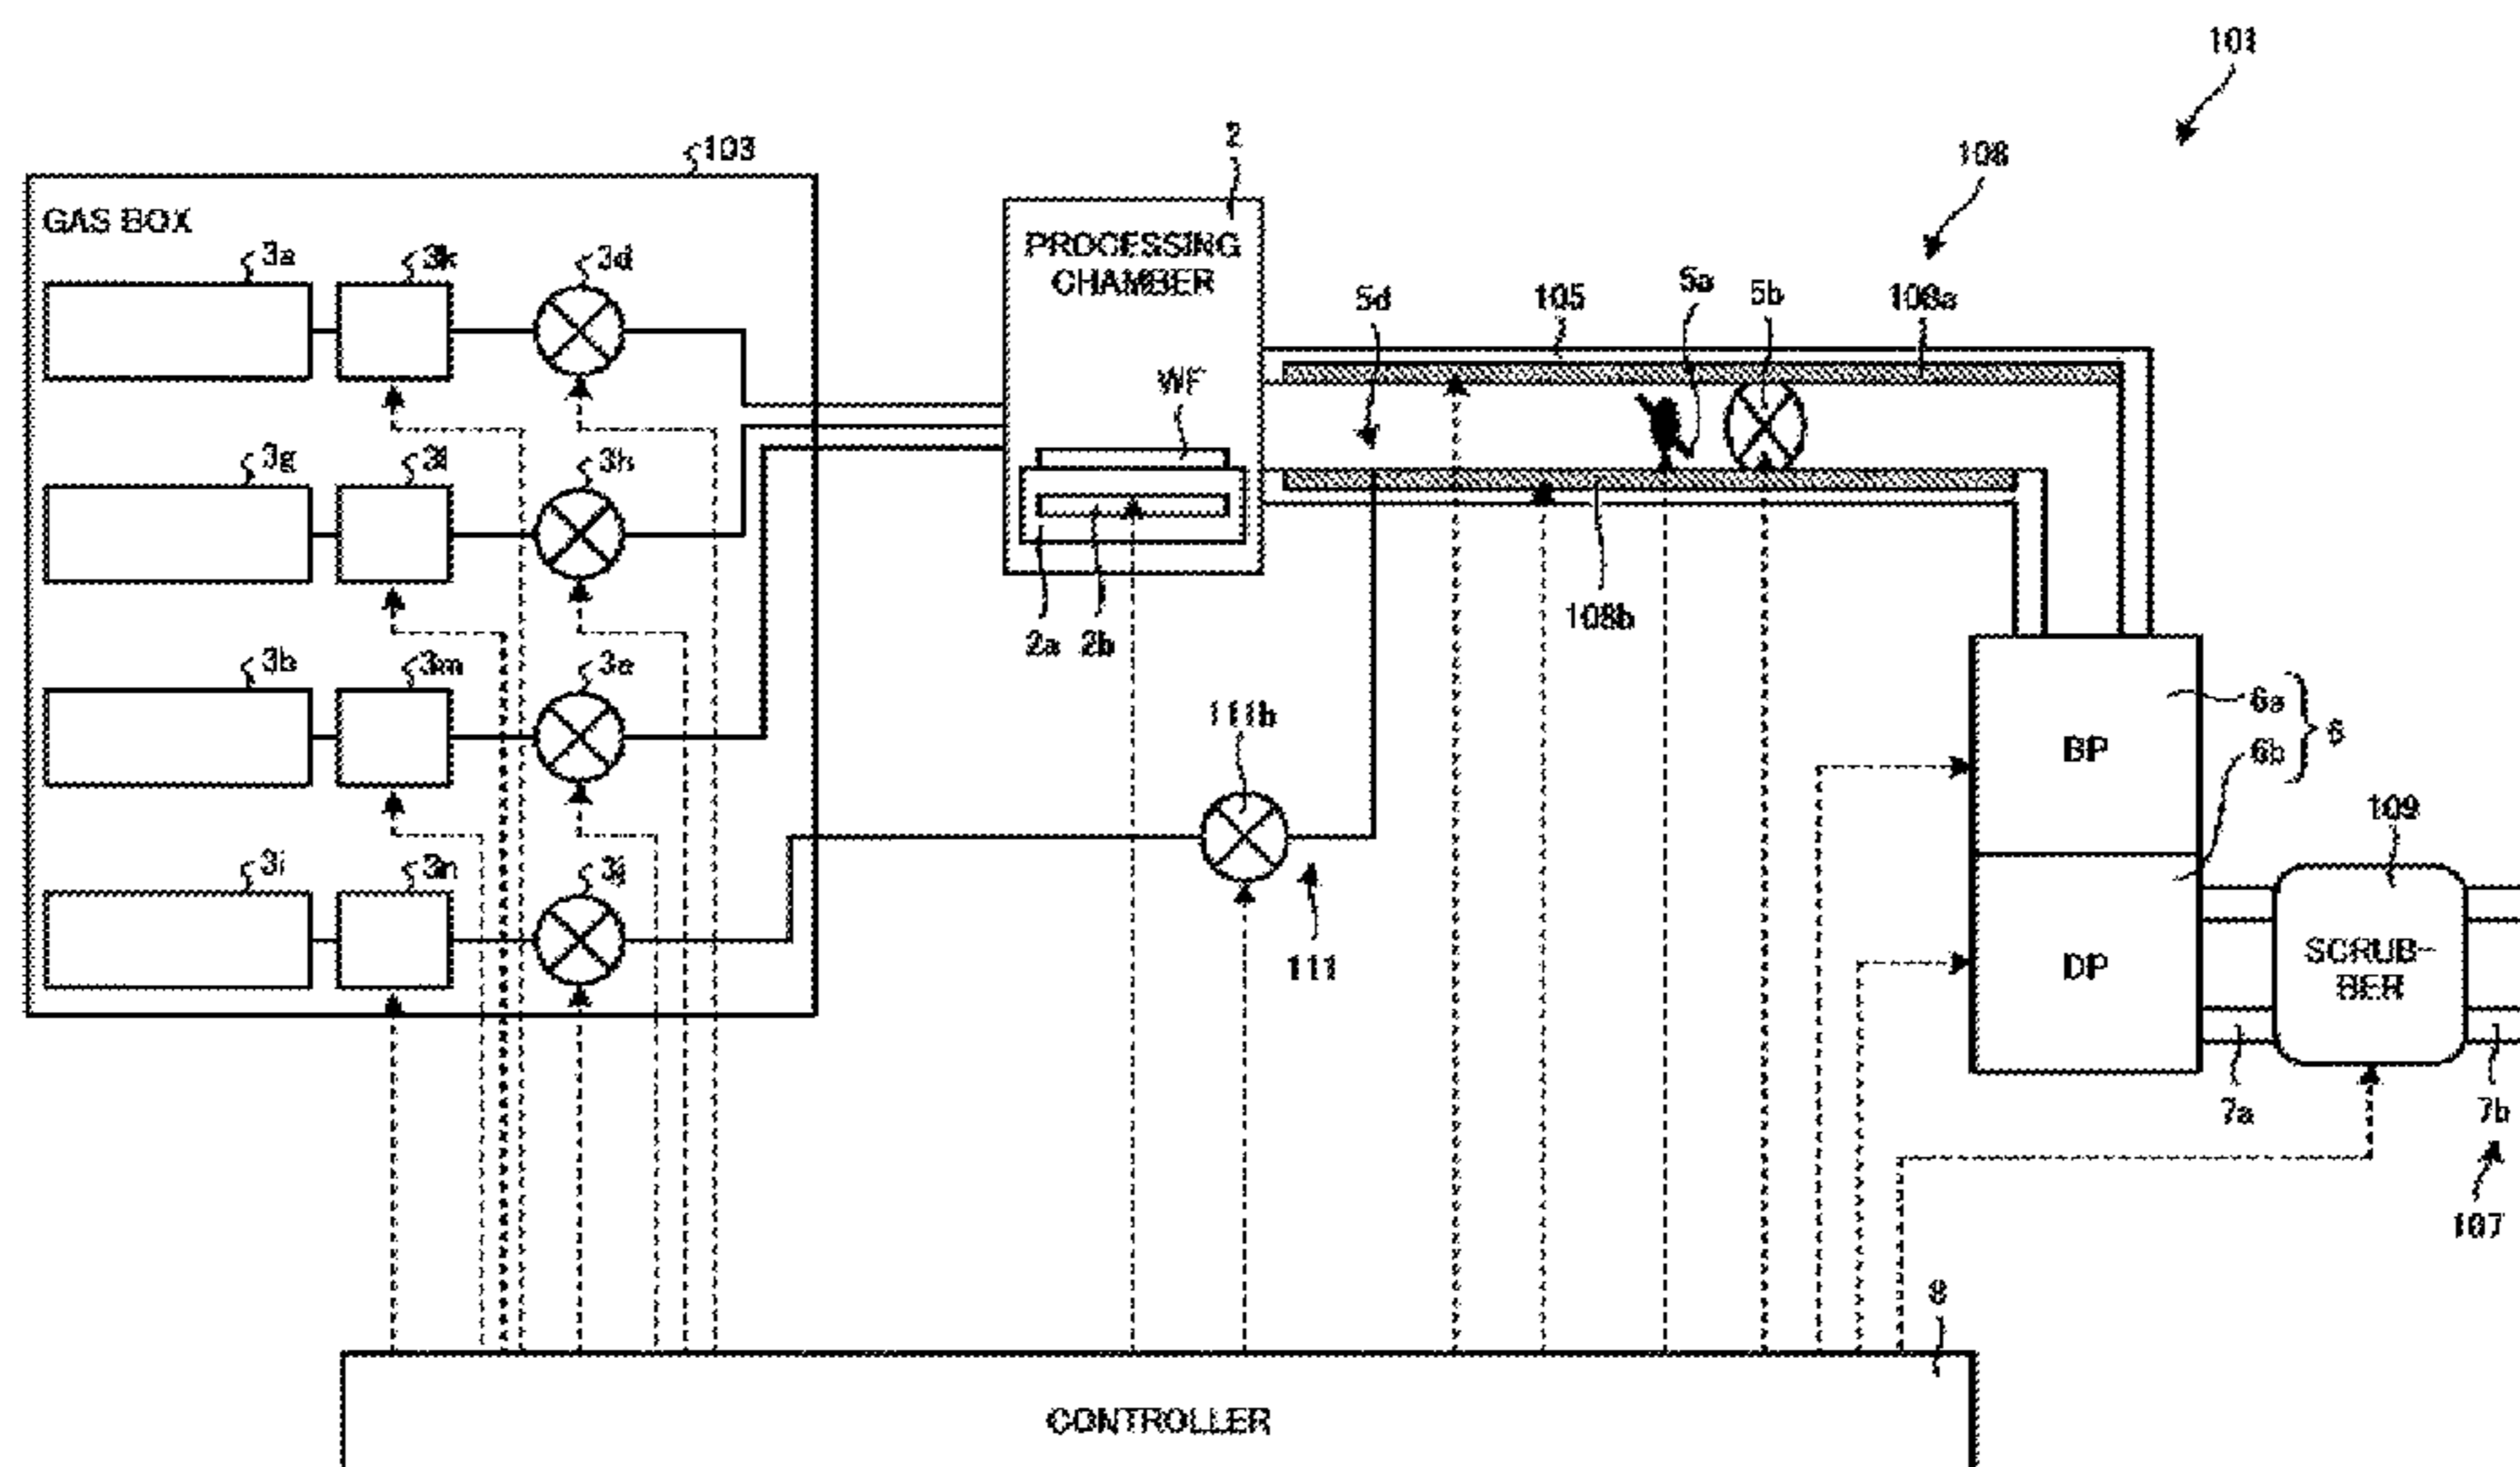 101
108
103
2
GAS BOX
3a
3k
3d
PROCESSING
CHAMBER
5d
105
5a
5b
108a
WF
3g
3l
3h
2a
2b
108b
3b
3m
3e
111b
BP
6a
6b
6
109
3i
3n
3j
111
DP
SCRUB-
BER
7a
7b
107
8
CONTROLLER